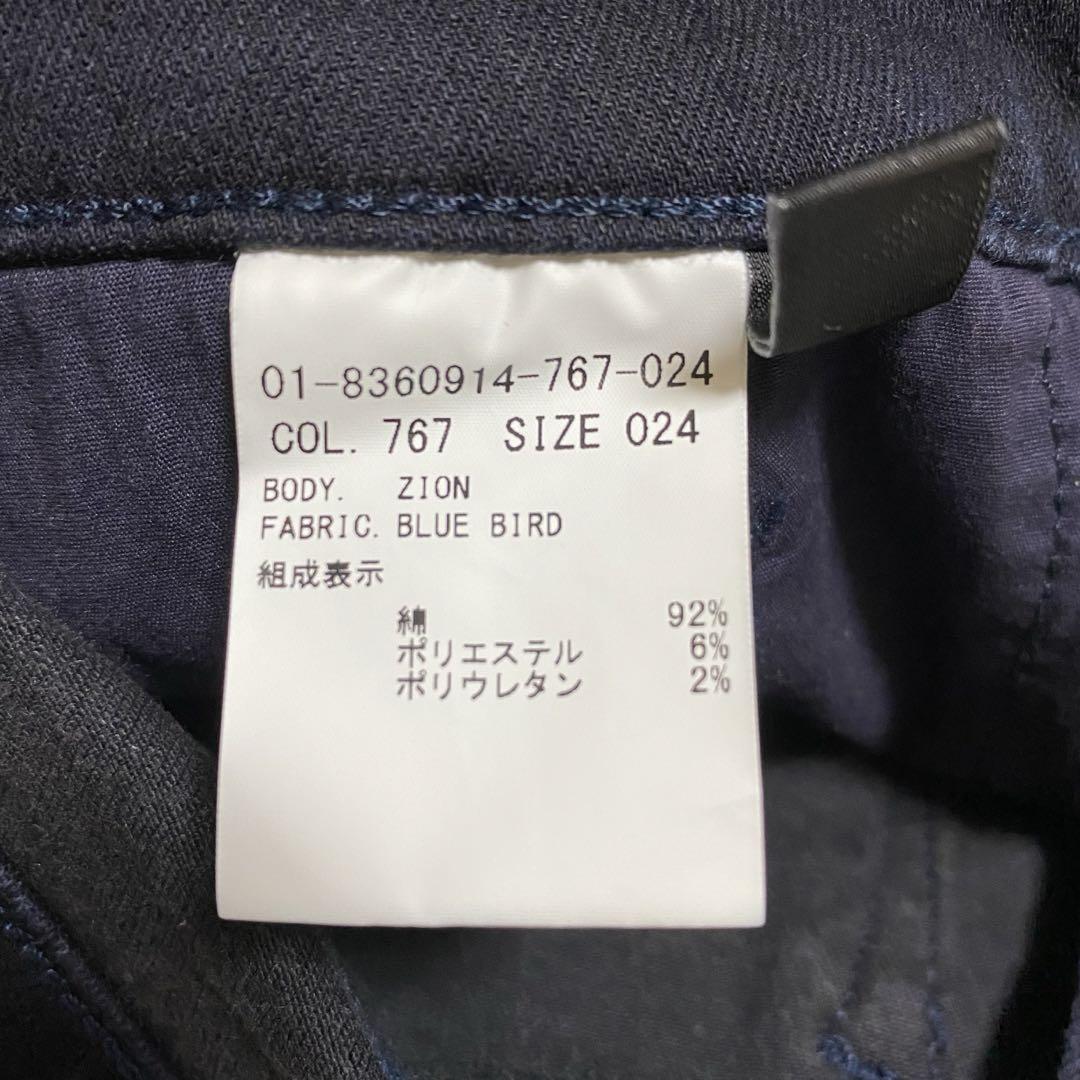 01-8360914-767-024
COL. 767 SIZE 024
BODY. ZION
FABRIC. BLUE BIRD
組成表示
綿 92%
ポリエステル 6%
ポリウレタン 2%